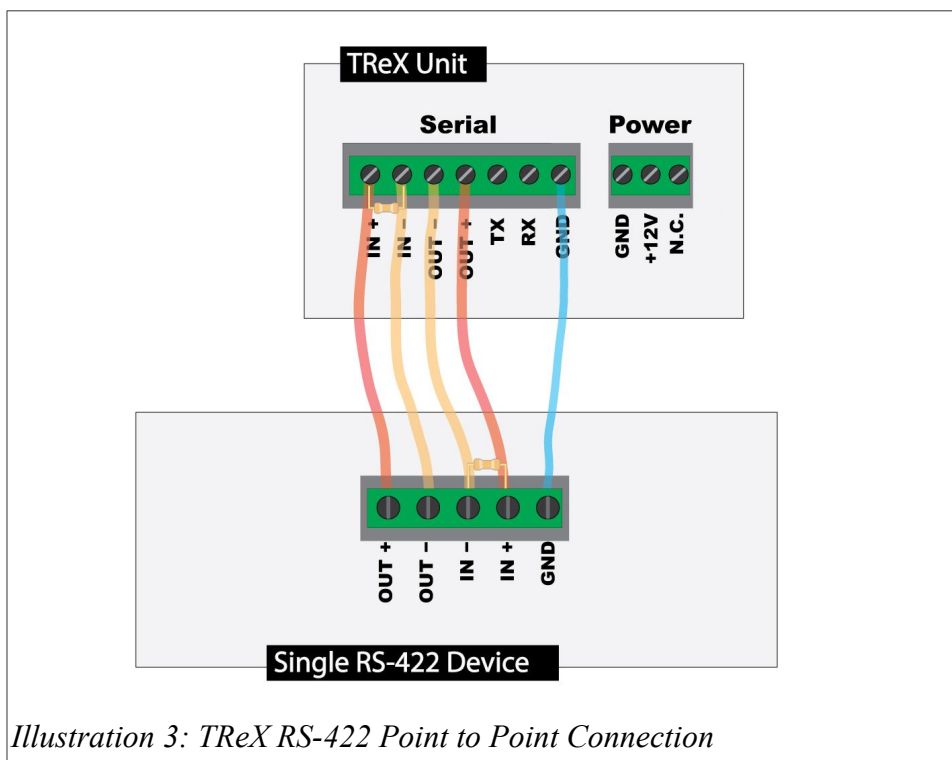 TReX Unit
Serial Power
IN + IN - OUT - OUT + TX RX GND GND +12V N.C.
OUT + OUT - IN - IN + GND
Single RS-422 Device
Illustration 3: TReX RS-422 Point to Point Connection